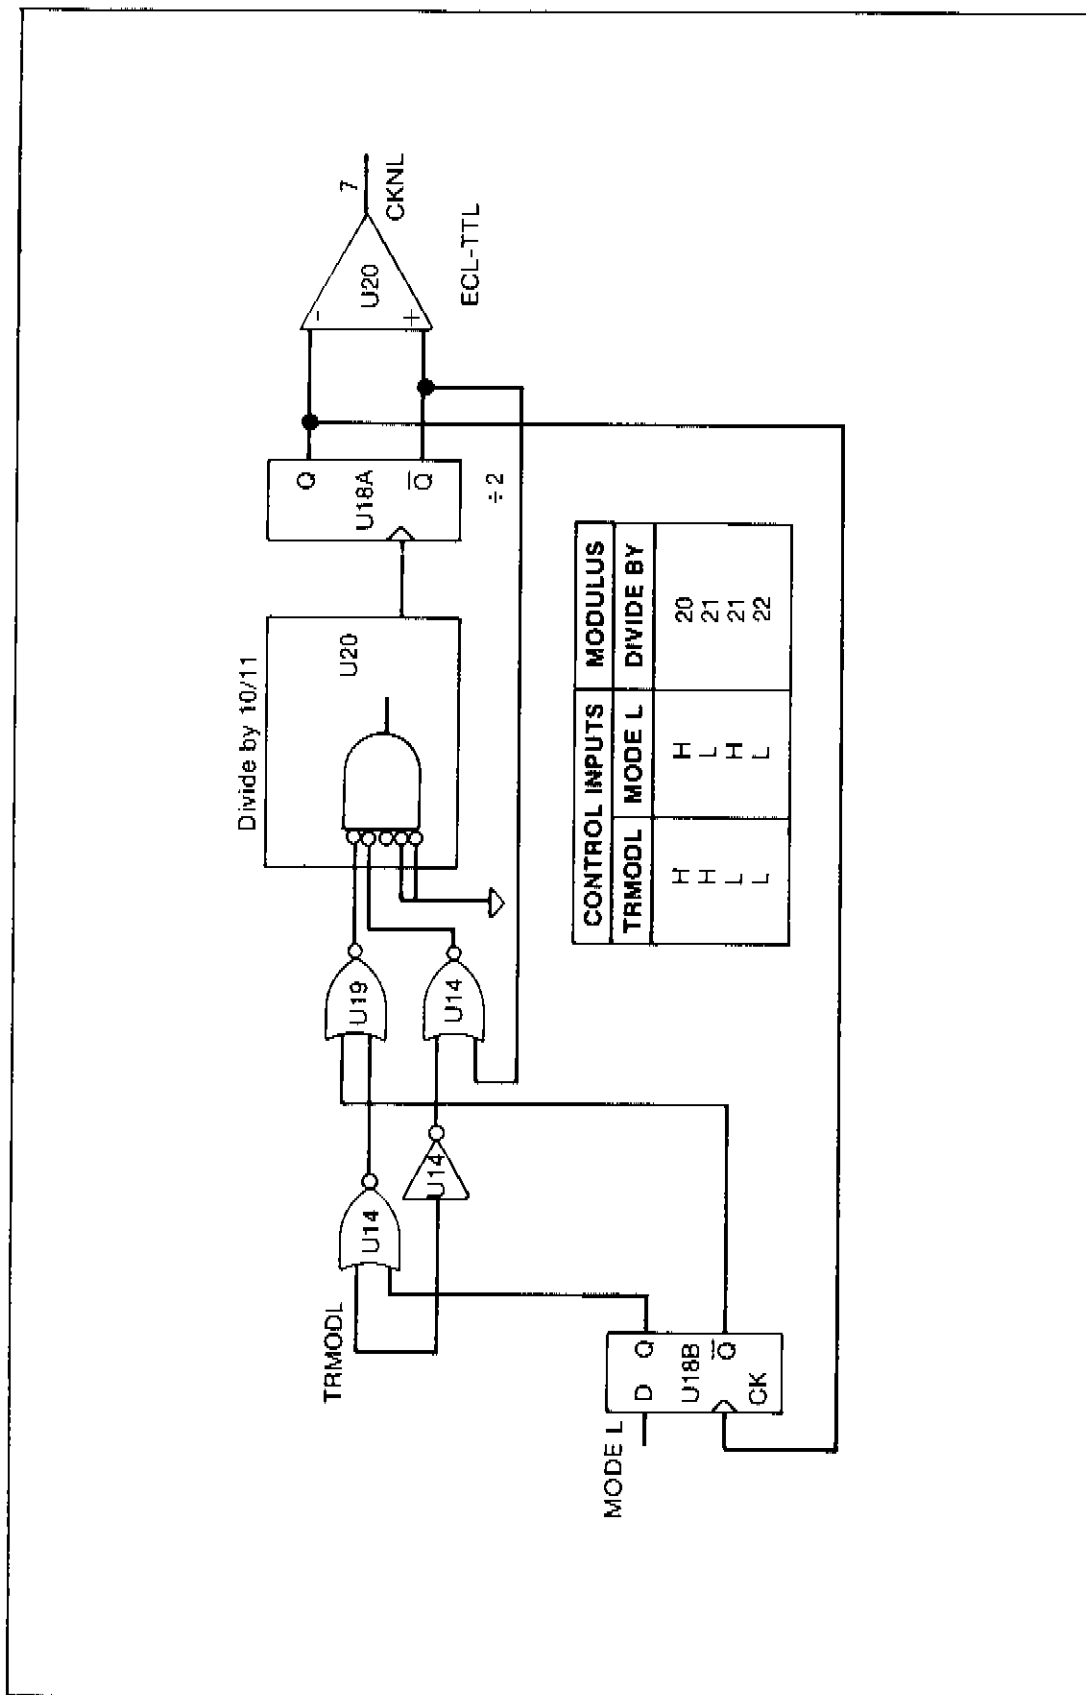 Divide by 10/11
U20
U19
U14
U14
U14
TRMODL
MODE L
D
Q
U18B
Q̅
CK
Q
U18A
Q̅
÷ 2
-
U20
+
7
CKNL
ECL-TTL
CONTROL INPUTS MODULUS
TRMODL MODE L DIVIDE BY
H H 20
H L 21
L H 21
L L 22